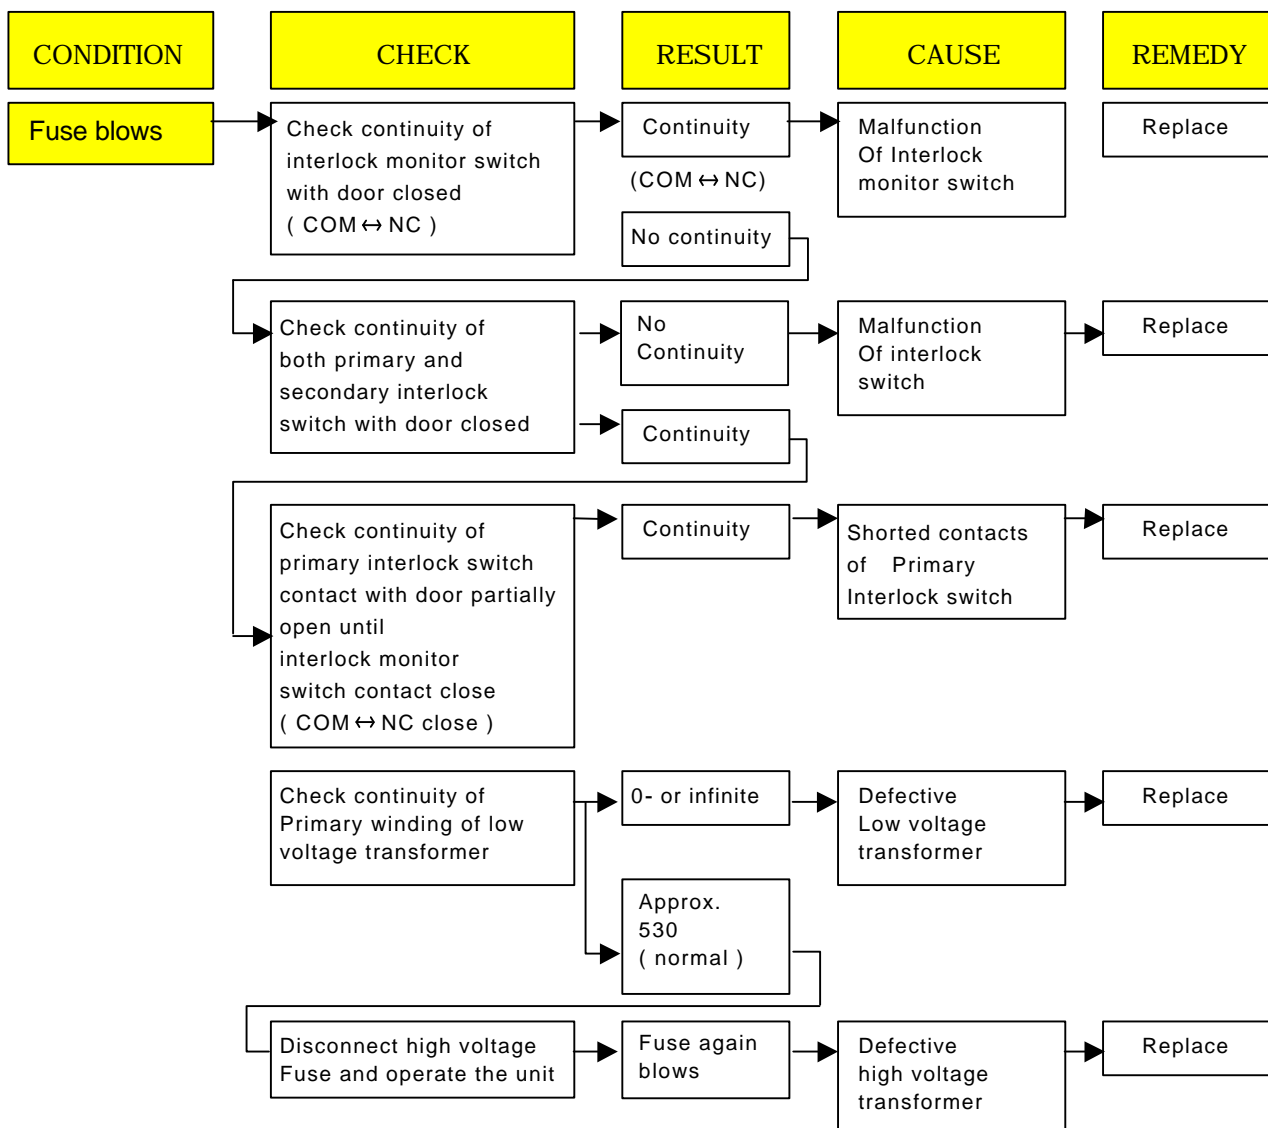 CONDITION
CHECK
RESULT
CAUSE
REMEDY
Fuse blows
Check continuity of
interlock monitor switch
with door closed
( COM ↔ NC )
Continuity
(COM ↔ NC)
Malfunction
Of Interlock
monitor switch
Replace
No continuity
Check continuity of
both primary and
secondary interlock
switch with door closed
No
Continuity
Malfunction
Of interlock
switch
Replace
Continuity
Check continuity of
primary interlock switch
contact with door partially
open until
interlock monitor
switch contact close
( COM ↔ NC close )
Continuity
Shorted contacts
of Primary
Interlock switch
Replace
Check continuity of
Primary winding of low
voltage transformer
0- or infinite
Defective
Low voltage
transformer
Replace
Approx.
530
( normal )
Disconnect high voltage
Fuse and operate the unit
Fuse again
blows
Defective
high voltage
transformer
Replace